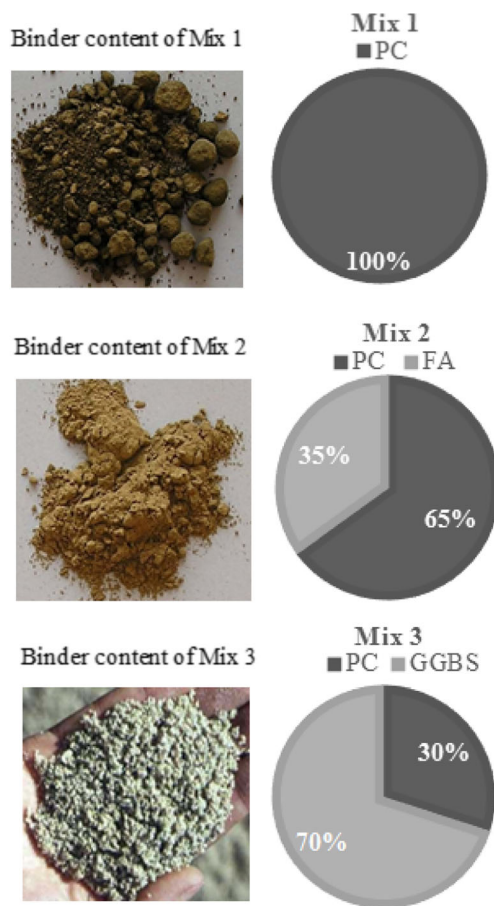 Binder content of Mix 1
Mix 1
PC
100%
Binder content of Mix 2
Mix 2
PC FA
35%
65%
Binder content of Mix 3
Mix 3
PC GGBS
30%
70%